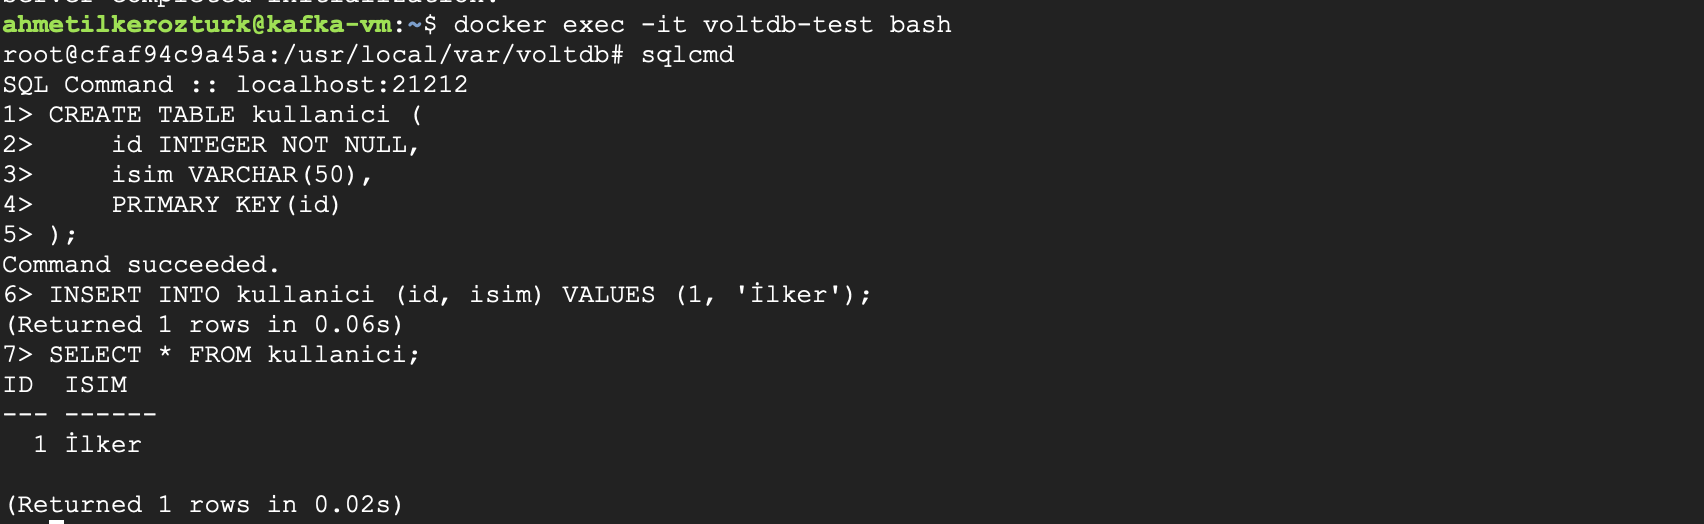 server completed initialization.
ahmetilkerozturk@kafka-vm:~$ docker exec -it voltdb-test bash
root@cfaf94c9a45a:/usr/local/var/voltdb# sqlcmd
SQL Command :: localhost:21212
1> CREATE TABLE kullanici (
2>     id INTEGER NOT NULL,
3>     isim VARCHAR(50),
4>     PRIMARY KEY(id)
5> );
Command succeeded.
6> INSERT INTO kullanici (id, isim) VALUES (1, 'İlker');
(Returned 1 rows in 0.06s)
7> SELECT * FROM kullanici;
ID  ISIM
--- ------
  1 İlker
(Returned 1 rows in 0.02s)